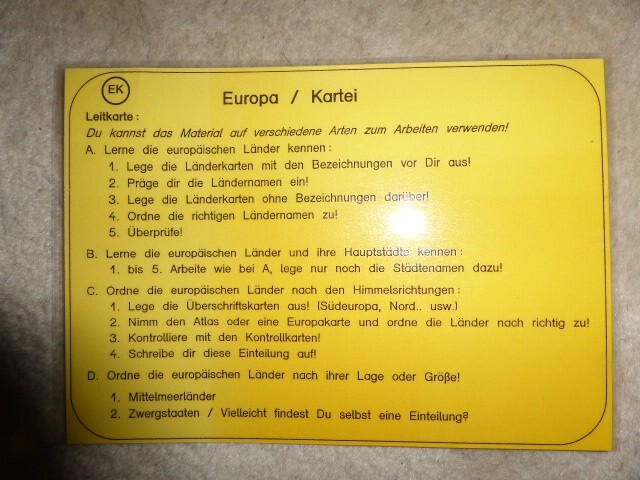 EK
Europa / Kartei
Leitkarte :
Du kannst das Material auf verschiedene Arten zum Arbeiten verwenden!
A. Lerne die europäischen Länder kennen :
1. Lege die Länderkarten mit den Bezeichnungen vor Dir aus!
2. Präge dir die Ländernamen ein!
3. Lege die Länderkarten ohne Bezeichnungen darüber!
4. Ordne die richtigen Ländernamen zu!
5. Überprüfe!
B. Lerne die europäischen Länder und ihre Hauptstädte kennen :
1. bis 5. Arbeite wie bei A, lege nur noch die Städtenamen dazu!
C. Ordne die europäischen Länder nach den Himmelsrichtungen :
1. Lege die Überschriftskarten aus! (Südeuropa, Nord.. usw.)
2. Nimm den Atlas oder eine Europakarte und ordne die Länder nach richtig zu!
3. Kontrolliere mit den Kontrollkarten!
4. Schreibe dir diese Einteilung auf!
D. Ordne die europäischen Länder nach ihrer Lage oder Größe!
1. Mittelmeerländer
2. Zwergstaaten / Vielleicht findest Du selbst eine Einteilung?